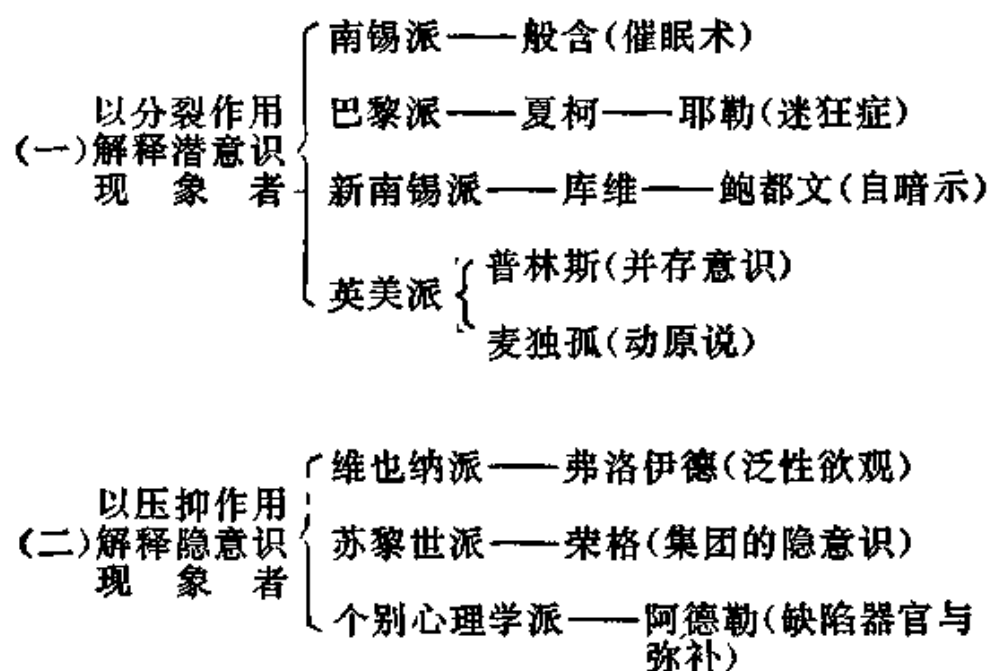 南锡派——般含(催眠术)
以分裂作用
巴黎派——夏柯——耶勒(迷狂症)
(一)解释潜意识
现象者
新南锡派——库维——鲍都文(自暗示)
普林斯(并存意识)
英美派
麦独孤(动原说)
维也纳派——弗洛伊德(泛性欲观)
以压抑作用
(二)解释隐意识
苏黎世派——荣格(集团的隐意识)
现象者
个别心理学派——阿德勒(缺陷器官与
弥补)